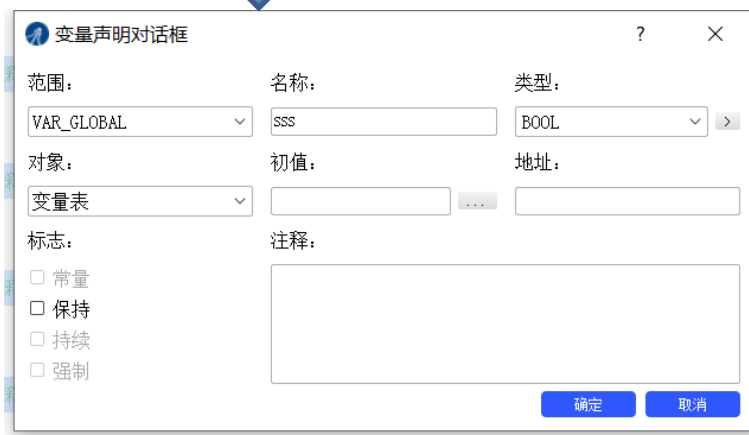 变量声明对话框 ? ×
范围: 名称: 类型:
VAR_GLOBAL sss BOOL >
对象: 初值: 地址:
变量表 ...
标志: 注释:
常量
保持
持续
强制
确定 取消